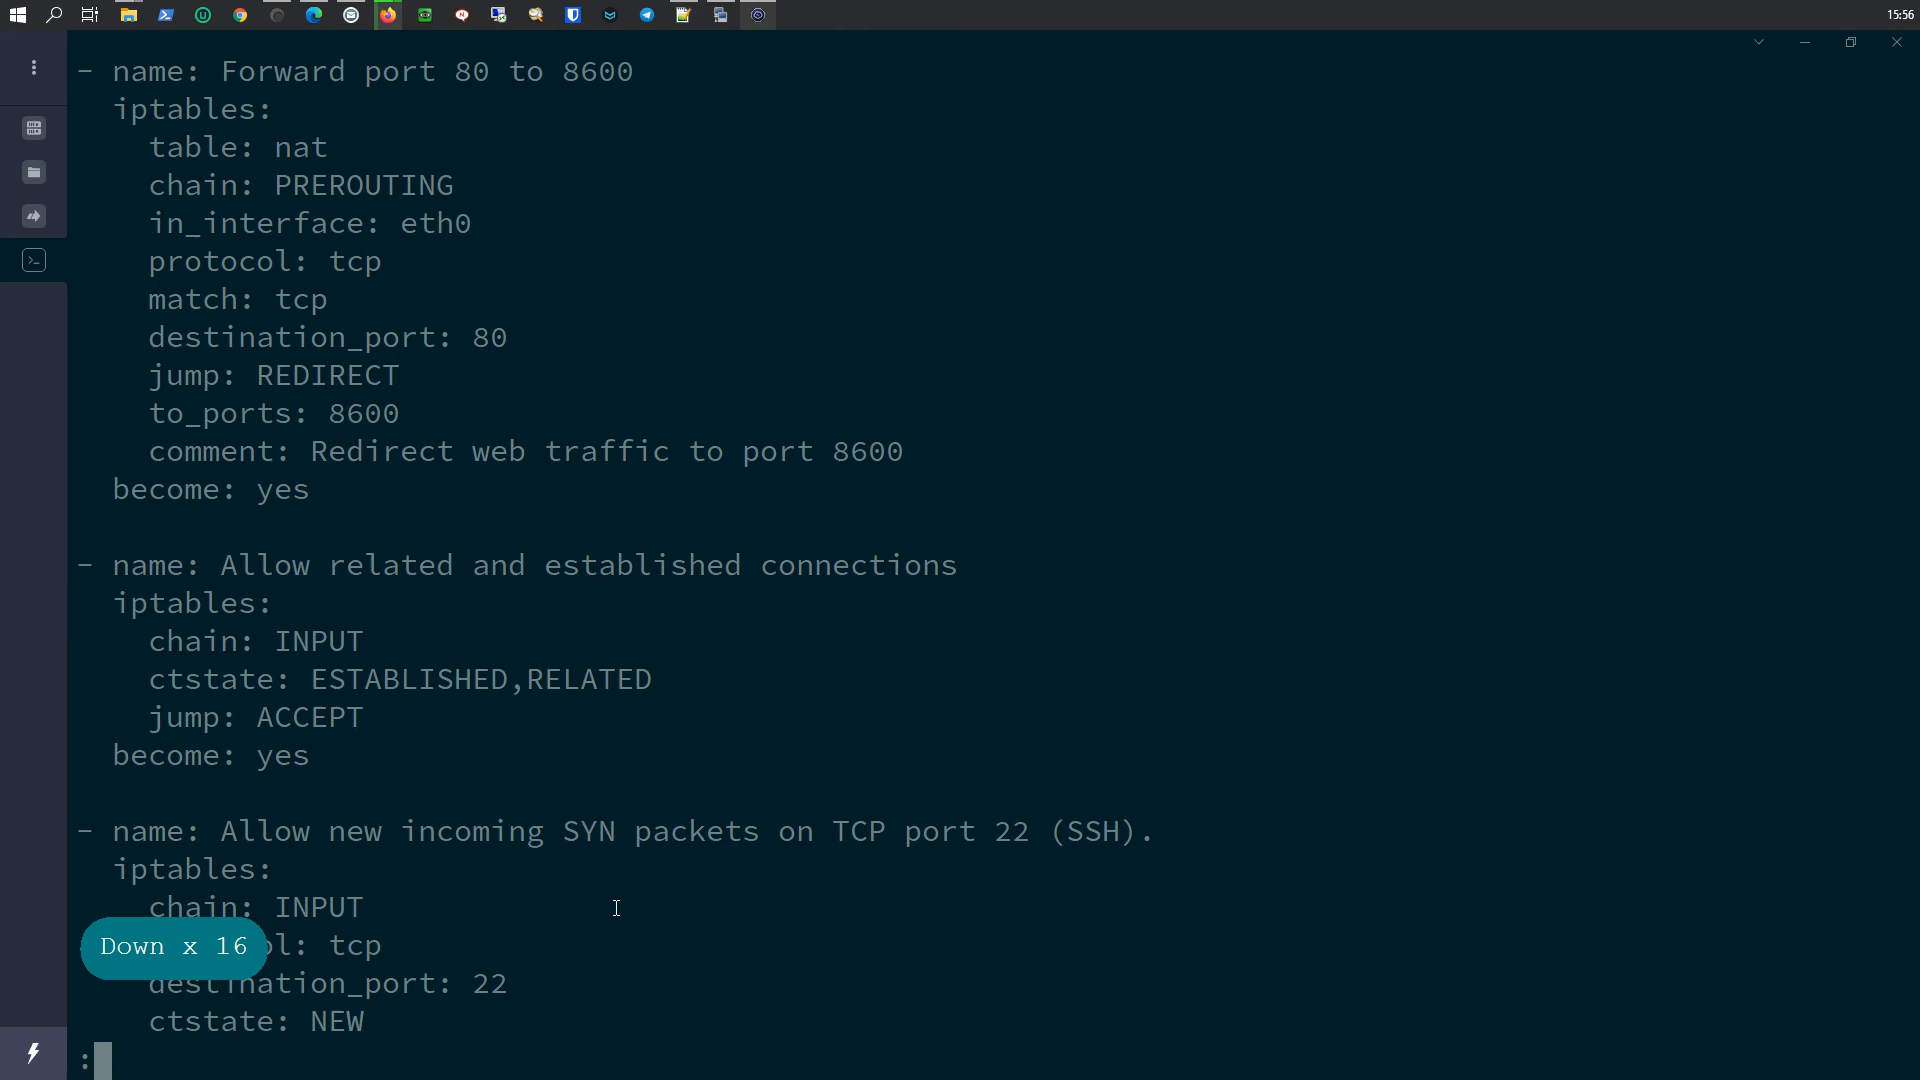 15:56
- name: Forward port 80 to 8600
  iptables:
    table: nat
    chain: PREROUTING
    in_interface: eth0
    protocol: tcp
    match: tcp
    destination_port: 80
    jump: REDIRECT
    to_ports: 8600
    comment: Redirect web traffic to port 8600
  become: yes

- name: Allow related and established connections
  iptables:
    chain: INPUT
    ctstate: ESTABLISHED,RELATED
    jump: ACCEPT
  become: yes

- name: Allow new incoming SYN packets on TCP port 22 (SSH).
  iptables:
    chain: INPUT
Down x 16 ol: tcp
    destination_port: 22
    ctstate: NEW
: